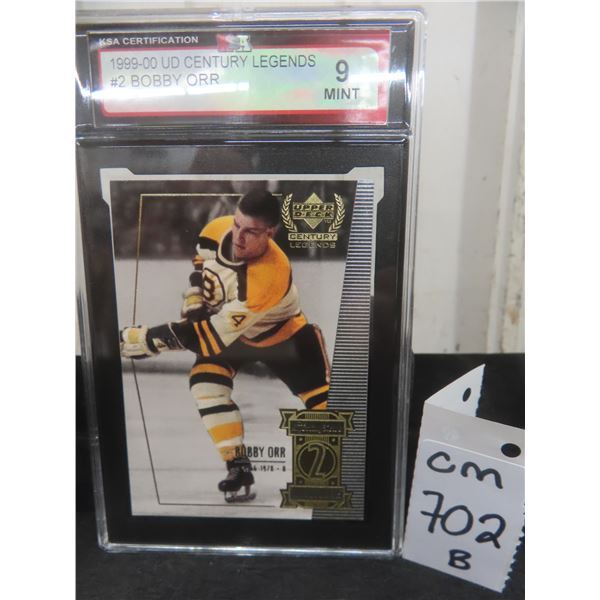 KSA CERTIFICATION
1999-00 UD CENTURY LEGENDS
#2 BOBBY ORR
9
MINT
UPPER
DECK
CENTURY
LEGENDS
4
BOBBY ORR
2
CM
702
B